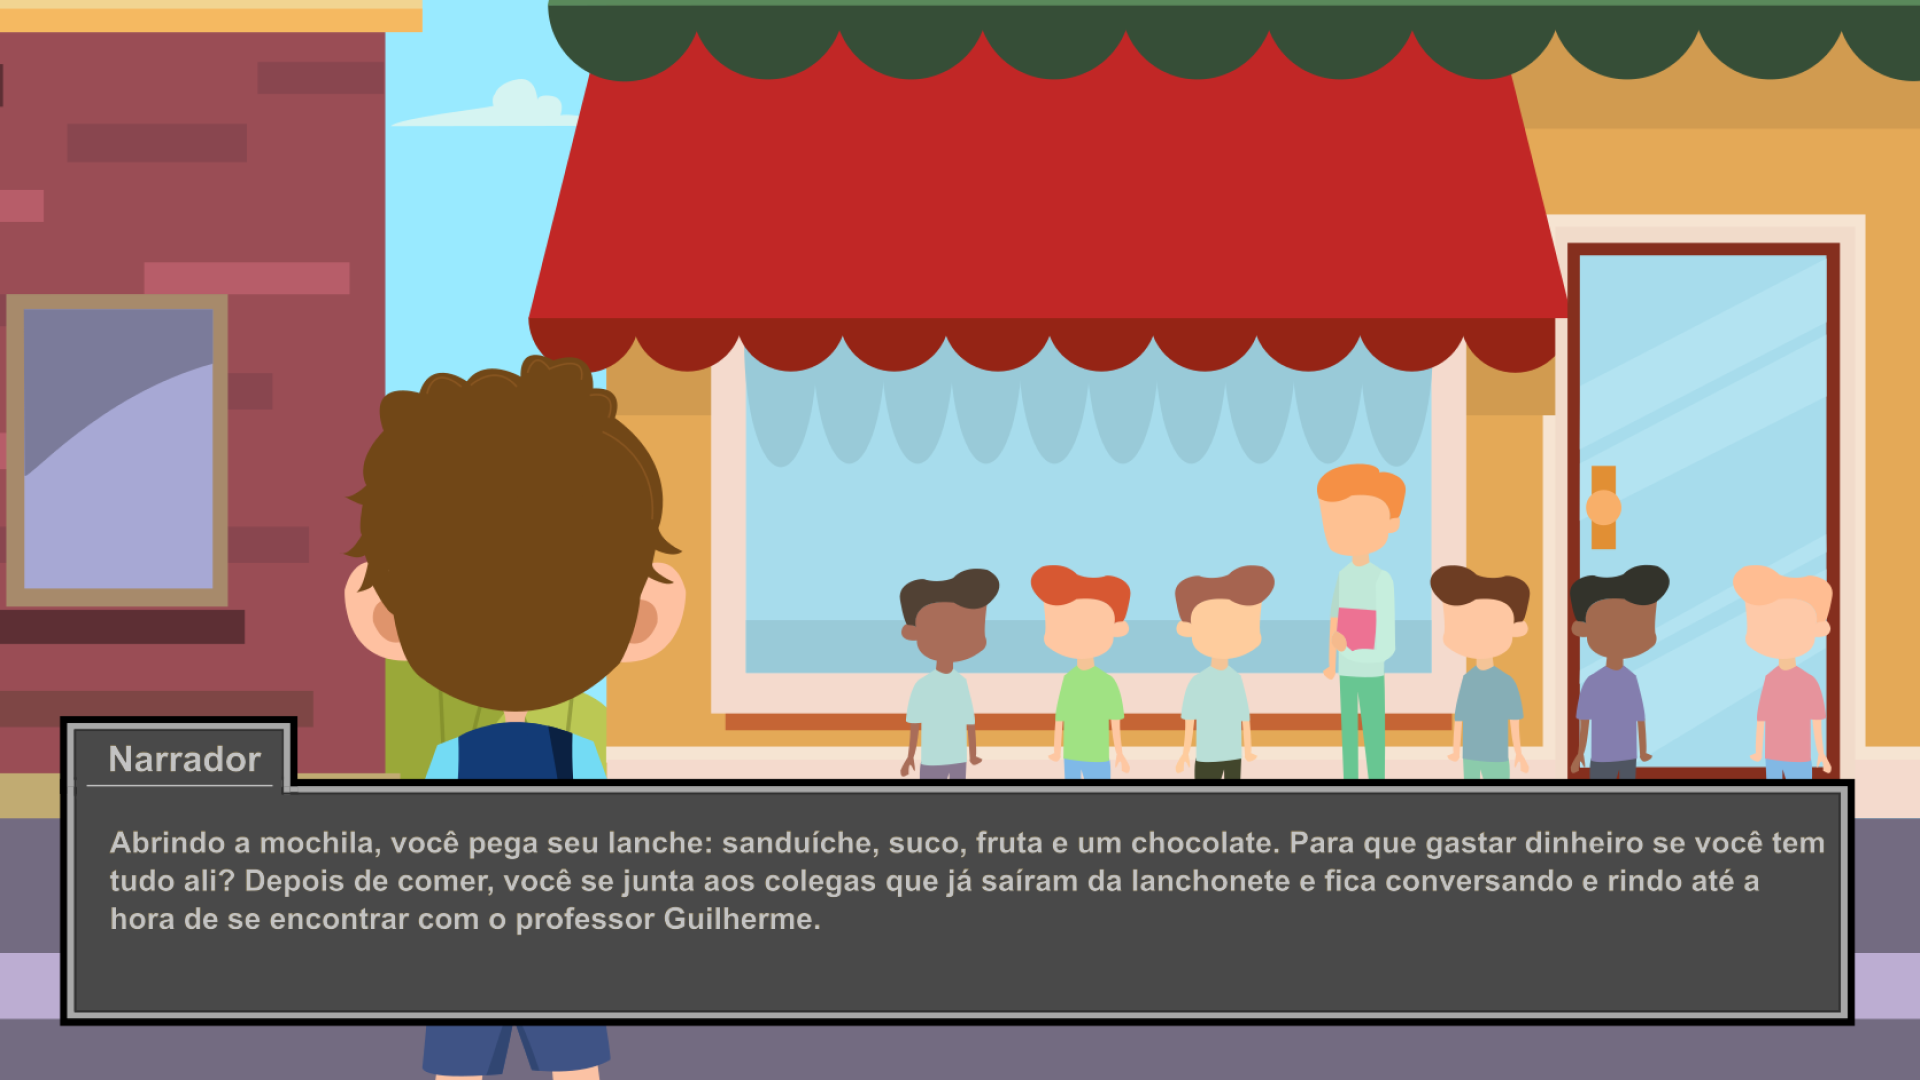 Narrador
Abrindo a mochila, você pega seu lanche: sanduíche, suco, fruta e um chocolate. Para que gastar dinheiro se você tem
tudo ali? Depois de comer, você se junta aos colegas que já saíram da lanchonete e fica conversando e rindo até a
hora de se encontrar com o professor Guilherme.